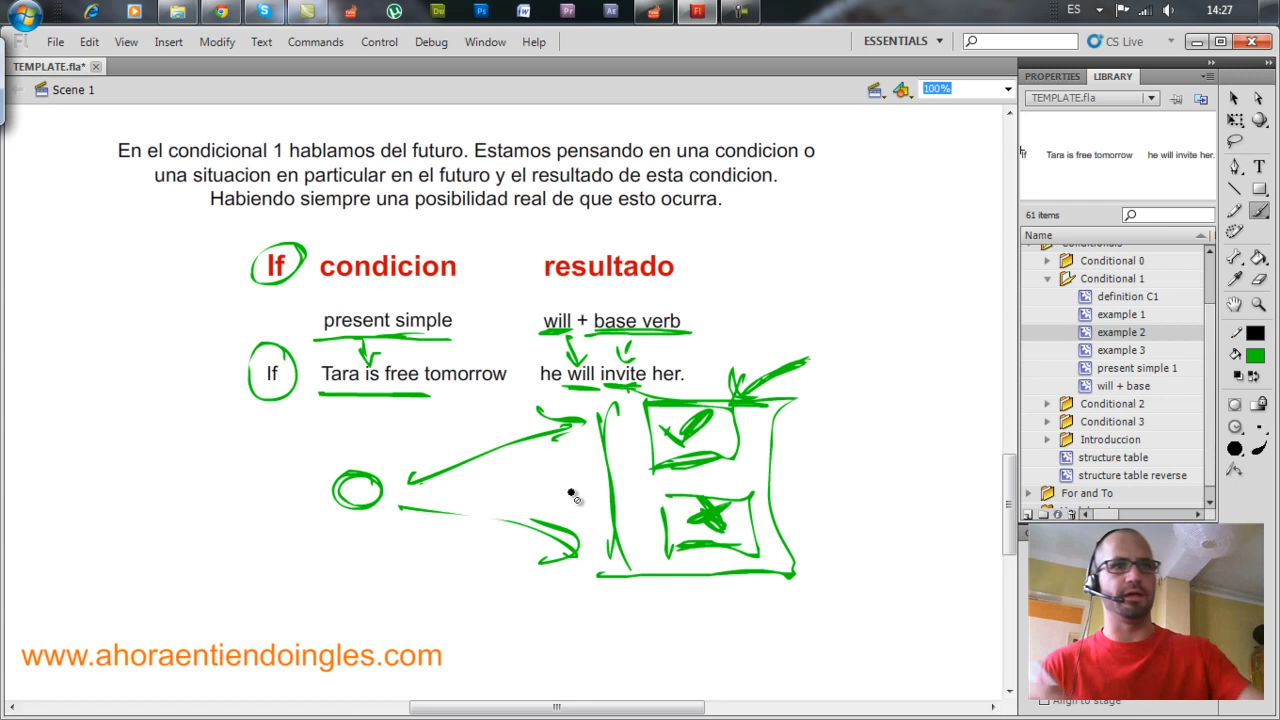 ES 14:27
File Edit View Insert Modify Text Commands Control Debug Window Help ESSENTIALS CS Live
TEMPLATE.fla*
Scene 1 100%
PROPERTIES LIBRARY
TEMPLATE.fla
If Tara is free tomorrow he will invite her.
61 items
Name
Conditional 0
Conditional 1
definition C1
example 1
example 2
example 3
present simple 1
will + base
Conditional 2
Conditional 3
Introduccion
structure table
structure table reverse
For and To
En el condicional 1 hablamos del futuro. Estamos pensando en una condicion o
una situacion en particular en el futuro y el resultado de esta condicion.
Habiendo siempre una posibilidad real de que esto ocurra.
If condicion resultado
present simple will + base verb
If Tara is free tomorrow he will invite her.
www.ahoraentiendoingles.com
Align to stage